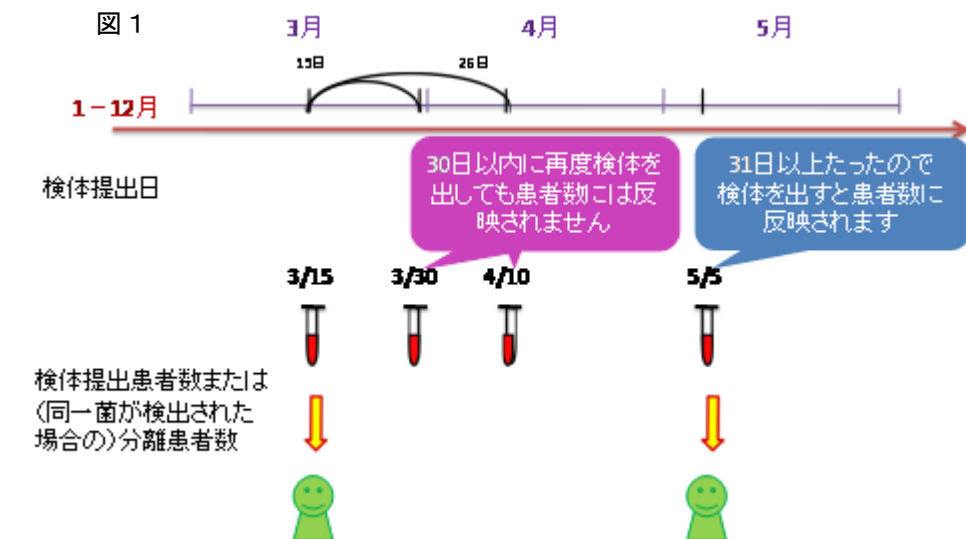 図1
3月
4月
5月
15日
26日
1－12月
30日以内に再度検体を
出しても患者数には反
映されません
31日以上たったので
検体を出すと患者数に
反映されます
検体提出日
3/15
3/30
4/10
5/5
検体提出患者数または
(同一菌が検出された
場合の)分離患者数